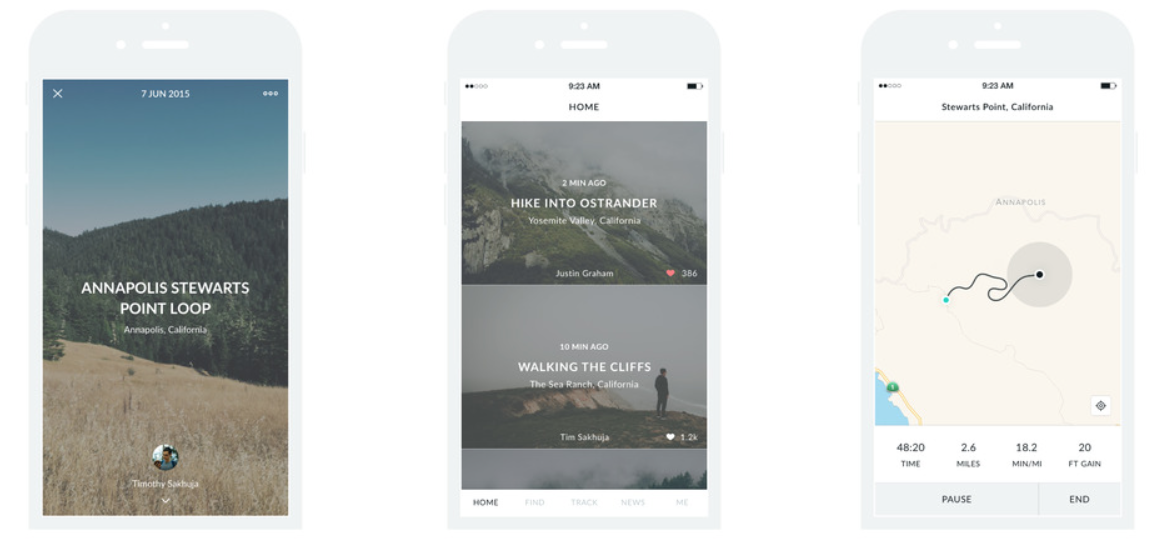 7 JUN 2015
ANNAPOLIS STEWARTS
POINT LOOP
Annapolis, California
Timothy Sakhuja
9:23 AM
HOME
2 MIN AGO
HIKE INTO OSTRANDER
Yosemite Valley, California
Justin Graham 386
10 MIN AGO
WALKING THE CLIFFS
The Sea Ranch, California
Tim Sakhuja 1.2k
HOME FIND TRACK NEWS ME
9:23 AM
Stewarts Point, California
ANNAPOLIS
1
48:20 2.6 18.2 20
TIME MILES MIN/MI FT GAIN
PAUSE END